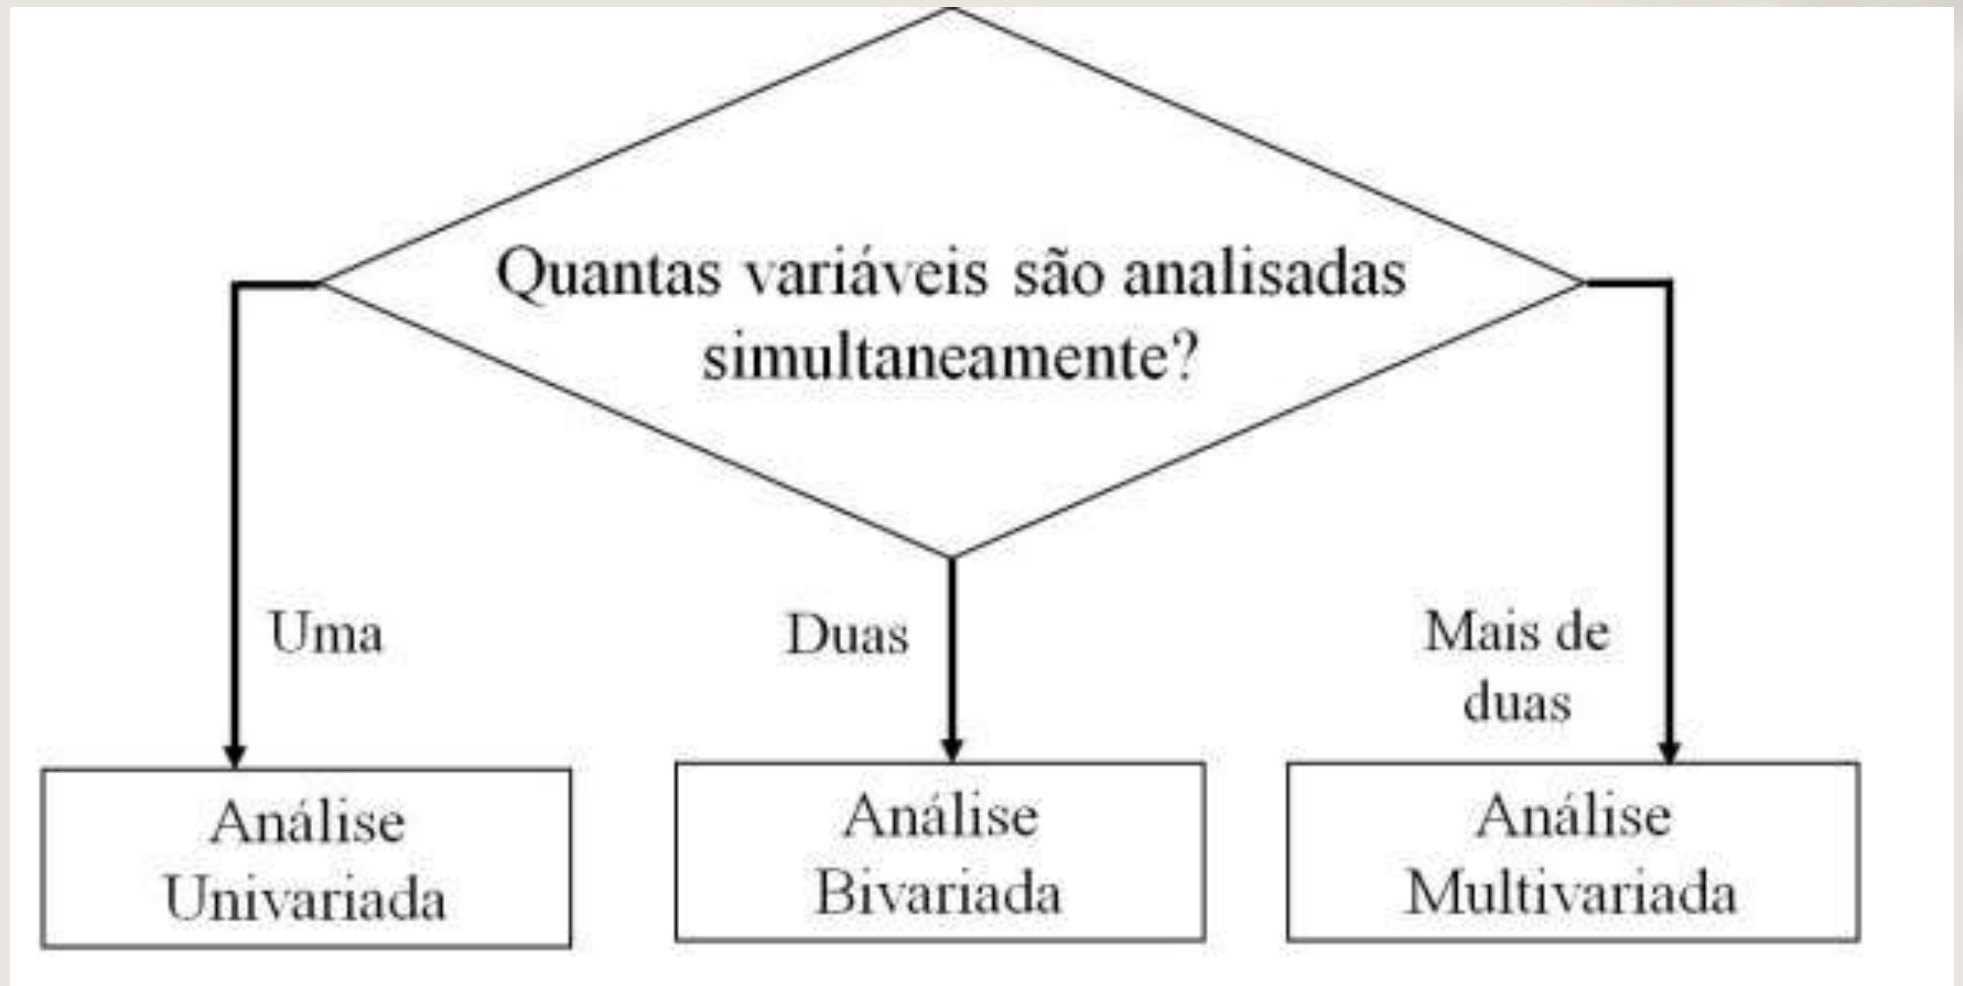 Quantas variáveis são analisadas
simultaneamente?
Uma
Duas
Mais de
duas
Análise
Univariada
Análise
Bivariada
Análise
Multivariada